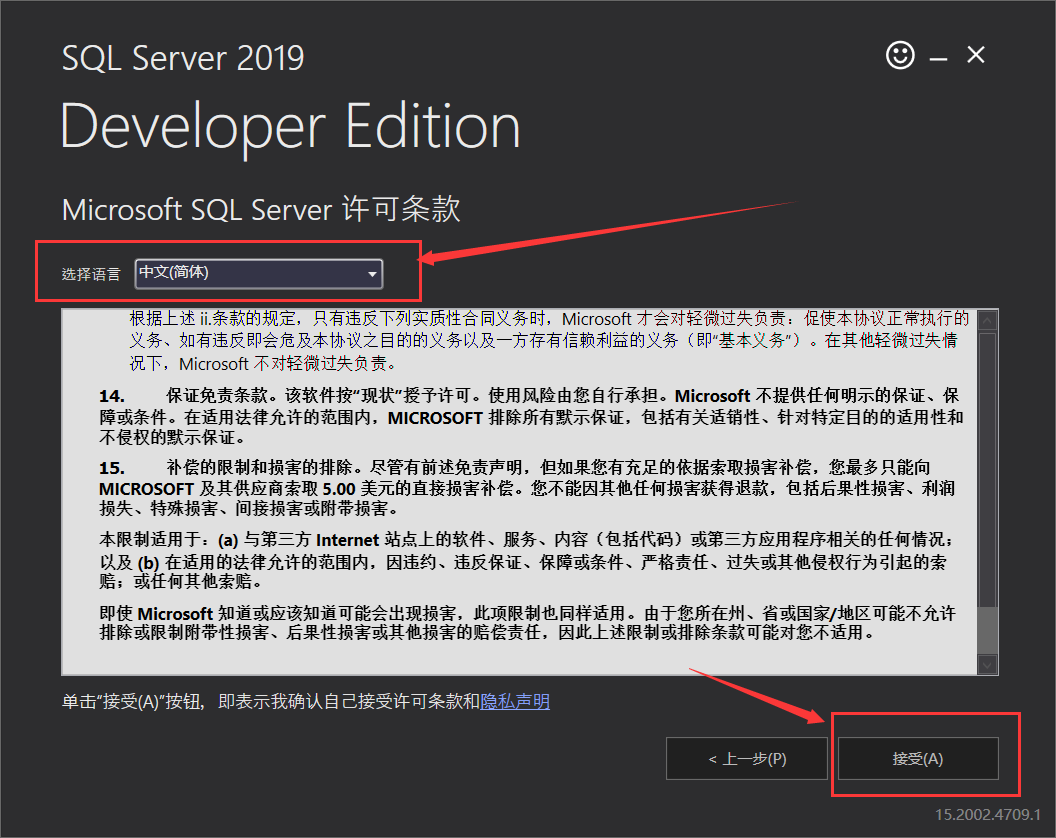 SQL Server 2019
Developer Edition
Microsoft SQL Server 许可条款
选择语言 中文(简体)
根据上述 ii.条款的规定，只有违反下列实质性合同义务时，Microsoft 才会对轻微过失负责：促使本协议正常执行的
义务、如有违反即会危及本协议之目的的义务以及一方存有信赖利益的义务（即“基本义务”）。在其他轻微过失情
况下，Microsoft 不对轻微过失负责。
14. 保证免责条款。该软件按“现状”授予许可。使用风险由您自行承担。Microsoft 不提供任何明示的保证、保
障或条件。在适用法律允许的范围内，MICROSOFT 排除所有默示保证，包括有关适销性、针对特定目的的适用性和
不侵权的默示保证。
15. 补偿的限制和损害的排除。尽管有前述免责声明，但如果您有充足的依据索取损害补偿，您最多只能向
MICROSOFT 及其供应商索取 5.00 美元的直接损害补偿。您不能因其他任何损害获得退款，包括后果性损害、利润
损失、特殊损害、间接损害或附带损害。
本限制适用于：(a) 与第三方 Internet 站点上的软件、服务、内容（包括代码）或第三方应用程序相关的任何情况；
以及 (b) 在适用的法律允许的范围内，因违约、违反保证、保障或条件、严格责任、过失或其他侵权行为引起的索
赔；或任何其他索赔。
即使 Microsoft 知道或应该知道可能会出现损害，此项限制也同样适用。由于您所在州、省或国家/地区可能不允许
排除或限制附带性损害、后果性损害或其他损害的赔偿责任，因此上述限制或排除条款可能对您不适用。
单击“接受(A)”按钮，即表示我确认自己接受许可条款和隐私声明
< 上一步(P) 接受(A)
15.2002.4709.1